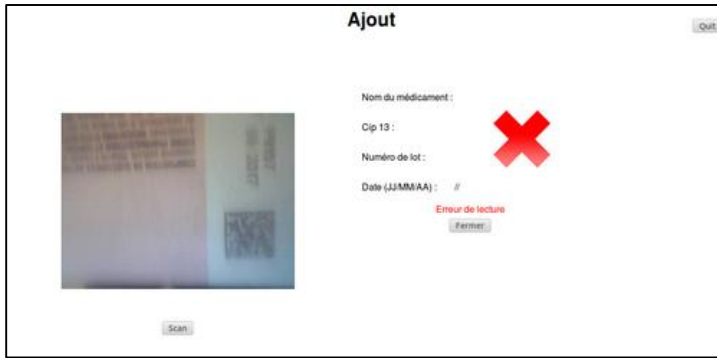 Ajout
Quit
Nom du médicament :
Cip 13 :
Numéro de lot :
Date (JJ/MM/AA) : //
Erreur de lecture
Fermer
Scan